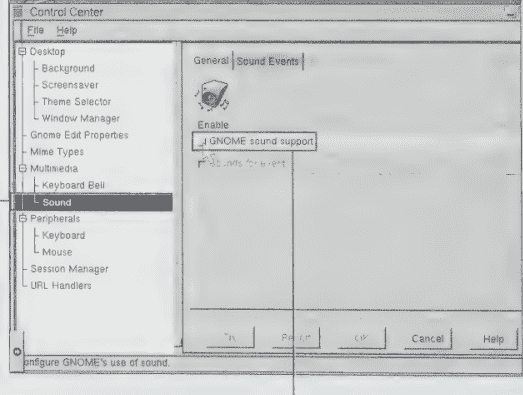 Control Center
File Help
Desktop
Background
Screensaver
Theme Selector
Window Manager
Gnome Edit Properties
Mime Types
Multimedia
Keyboard Bell
Sound
Peripherals
Keyboard
Mouse
Session Manager
URL Handlers
General Sound Events
Enable
GNOME sound support
Cancel Help
onfigure GNOME's use of sound.